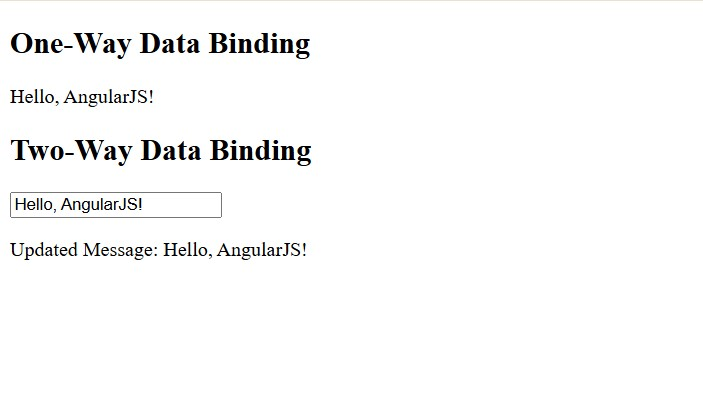 One-Way Data Binding
Hello, AngularJS!
Two-Way Data Binding
Hello, AngularJS!
Updated Message: Hello, AngularJS!